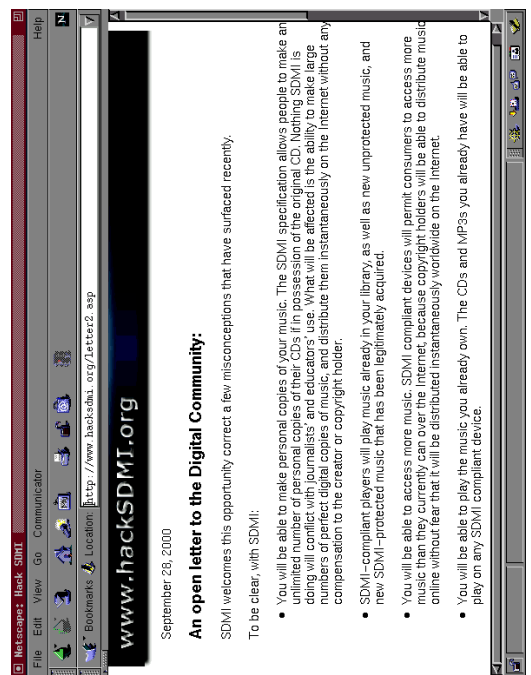 Netscape: Hack SDMI
File Edit View Go Communicator Help
Bookmarks Location: http://www.hacksdmi.org/letter2.asp
www.hackSDMI.org
September 28, 2000
An open letter to the Digital Community:
SDMI welcomes this opportunity correct a few misconceptions that have surfaced recently.
To be clear, with SDMI:
• You will be able to make personal copies of your music. The SDMI specification allows people to make an
unlimited number of personal copies of their CDs if in possession of the original CD. Nothing SDMI is
doing will conflict with journalists' and educators' use. What will be affected is the ability to make large
numbers of perfect digital copies of music, and distribute them instantaneously on the Internet without any
compensation to the creator or copyright holder.
• SDMI-compliant players will play music already in your library, as well as new unprotected music, and
new SDMI-protected music that has been legitimately acquired.
• You will be able to access more music. SDMI compliant devices will permit consumers to access more
music than they currently can over the Internet, because copyright holders will be able to distribute music
online without fear that it will be distributed instantaneously worldwide on the Internet.
• You will be able to play the music you already own. The CDs and MP3s you already have will be able to
play on any SDMI compliant device.